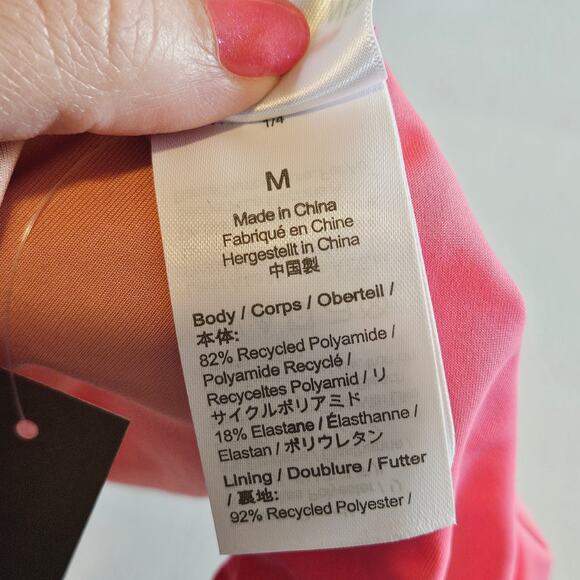 1/4
M
Made in China
Fabriqué en Chine
Hergestellt in China
中国製
Body / Corps / Oberteil /
本体:
82% Recycled Polyamide /
Polyamide Recyclé /
Recyceltes Polyamid / リ
サイクルポリアミド
18% Elastane / Élasthanne /
Elastan / ポリウレタン
Lining / Doublure / Futter
/ 裏地:
92% Recycled Polyester /